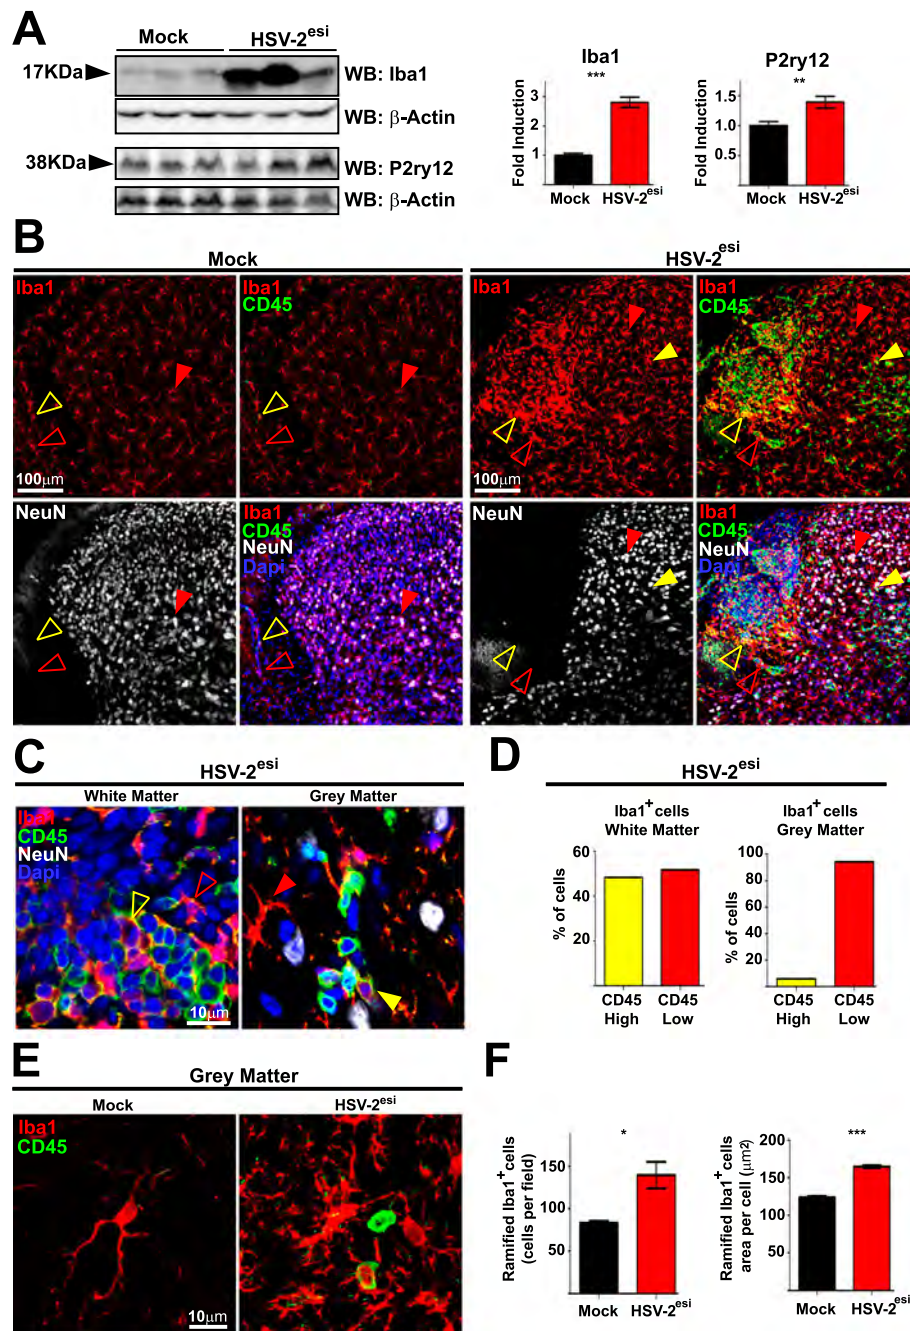 A
Mock HSV-2esi
17KDa WB: Iba1
WB: β-Actin
38KDa WB: P2ry12
WB: β-Actin
Iba1
***
Fold Induction
3
2
1
Mock HSV-2esi
P2ry12
**
Fold Induction
1.5
1.0
0.5
Mock HSV-2esi
B
Mock HSV-2esi
Iba1
Iba1
CD45
Iba1
Iba1
CD45
100μm
100μm
NeuN
Iba1
CD45
NeuN
Dapi
NeuN
Iba1
CD45
NeuN
Dapi
C
HSV-2esi
White Matter Grey Matter
Iba1
CD45
NeuN
Dapi
10μm
D
HSV-2esi
Iba1+ cells
White Matter
% of cells
60
40
20
CD45 CD45
High Low
Iba1+ cells
Grey Matter
% of cells
100
80
60
40
20
CD45 CD45
High Low
E
Grey Matter
Mock HSV-2esi
Iba1
CD45
10μm
F
*
Ramified Iba1+ cells
(cells per field)
150
100
50
Mock HSV-2esi
***
Ramified Iba1+ cells
area per cell (μm2)
200
150
100
50
Mock HSV-2esi